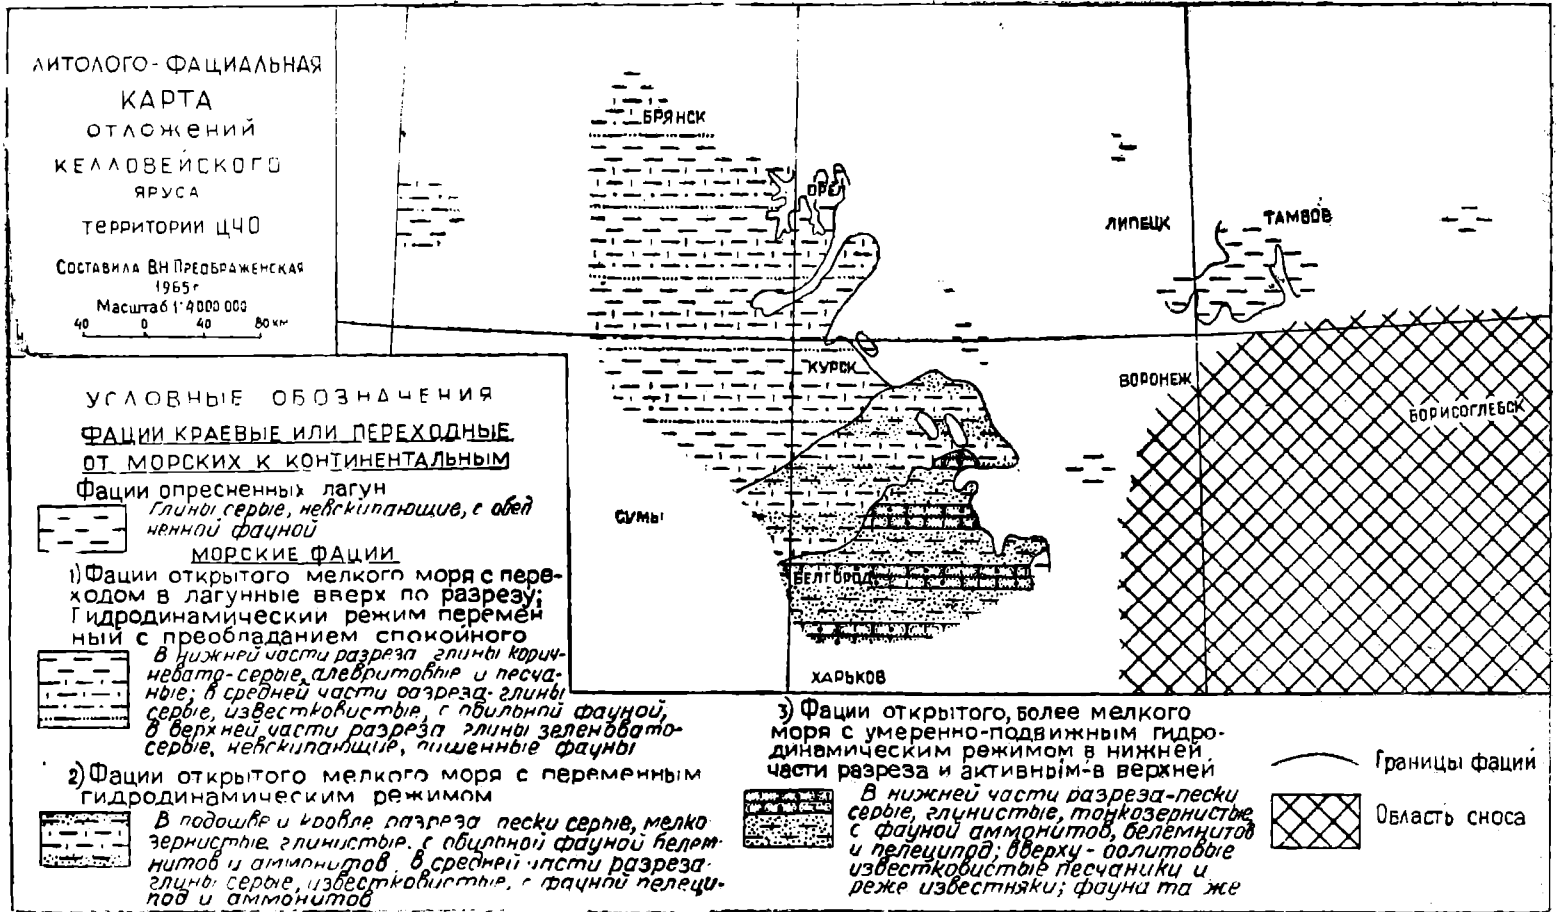 ЛИТОЛОГО-ФАЦИАЛЬНАЯ
КАРТА
ОТЛОЖЕНИЙ
КЕЛЛОВЕЙСКОГО
ЯРУСА
ТЕРРИТОРИИ ЦЧО
СОСТАВИЛА В.Н ПРЕОБРАЖЕНСКАЯ
1965г
Масштаб 1:4000 000
40 0 40 80 км
БРЯНСК
ОРЕЛ
ЛИПЕЦК
ТАМБОВ
КУРСК
ВОРОНЕЖ
БОРИСОГЛЕБСК
СУМЫ
БЕЛГОРОД
ХАРЬКОВ
УСЛОВНЫЕ ОБОЗНАЧЕНИЯ
ФАЦИИ КРАЕВЫЕ ИЛИ ПЕРЕХОДНЫЕ
ОТ МОРСКИХ К КОНТИНЕНТАЛЬНЫМ
Фации опресненных лагун
Глины серые, невскипающие, с обед
ненной фауной
МОРСКИЕ ФАЦИИ
1) Фации открытого мелкого моря с пере-
ходом в лагунные вверх по разрезу;
Гидродинамический режим перемен
ный с преобладанием спокойного
В нижней части разреза глины корич-
невато-серые, алевритовые и песча-
ные; в средней части разреза-глины
серые, известковистые, с обильной фауной,
в верхней части разреза глины зеленовато-
серые, невскипающие, лишенные фауны
2) Фации открытого мелкого моря с переменным
гидродинамическим режимом
В подошве и кровле разреза пески серые, мелко
зернистые, глинистые, с обильной фауной белем-
нитов и аммонитов, в средней части разреза-
глины серые, известковистые, с фауной пелеци-
под и аммонитов
3) Фации открытого, более мелкого
моря с умеренно-подвижным гидро-
динамическим режимом в нижней
части разреза и активным-в верхней
В нижней части разреза-пески
серые, глинистые, тонкозернистые,
с фауной аммонитов, белемнитов
и пелеципод; вверху-оолитовые
известковистые песчаники и
реже известняки; фауна та же
Границы фаций
Область сноса